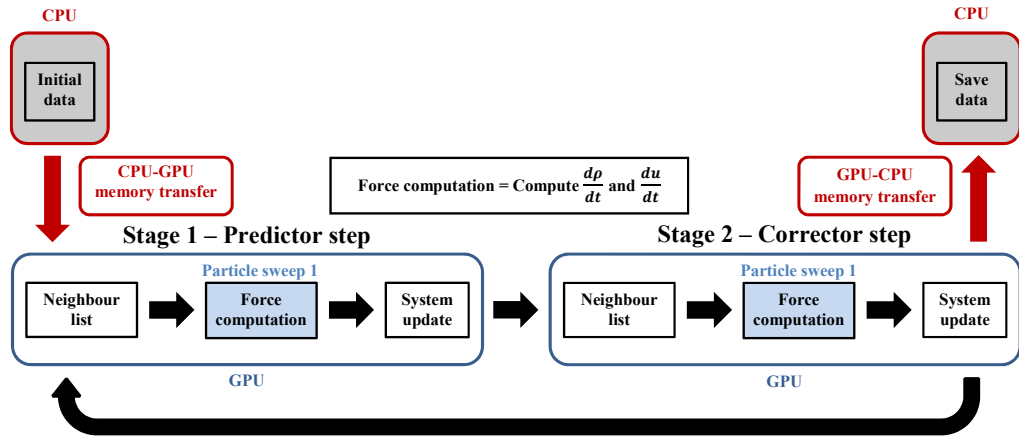 CPU
CPU
Initial
data
Save
data
CPU-GPU
memory transfer
Force computation = Compute dρ/dt and du/dt
GPU-CPU
memory transfer
Stage 1 – Predictor step
Stage 2 – Corrector step
Particle sweep 1
Neighbour
list
Force
computation
System
update
GPU
Particle sweep 1
Neighbour
list
Force
computation
System
update
GPU